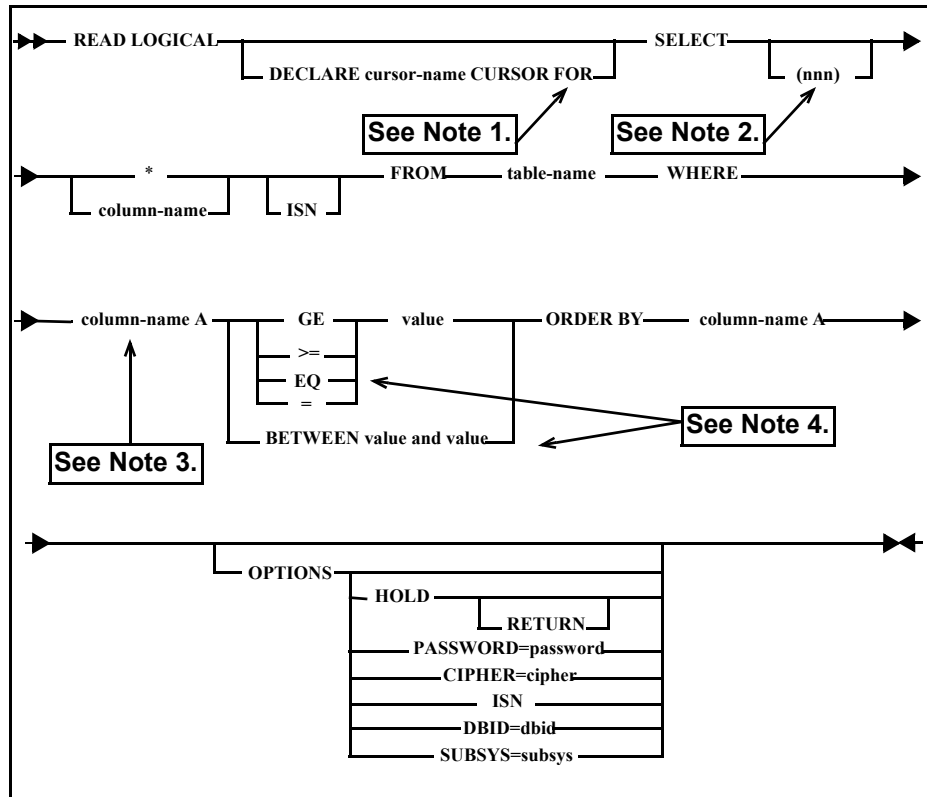 READ LOGICAL SELECT
DECLARE cursor-name CURSOR FOR (nnn)
See Note 1. See Note 2.
* FROM table-name WHERE
column-name ISN
column-name A GE value ORDER BY column-name A
>=
EQ
=
BETWEEN value and value
See Note 4.
See Note 3.
OPTIONS
HOLD
RETURN
PASSWORD=password
CIPHER=cipher
ISN
DBID=dbid
SUBSYS=subsys